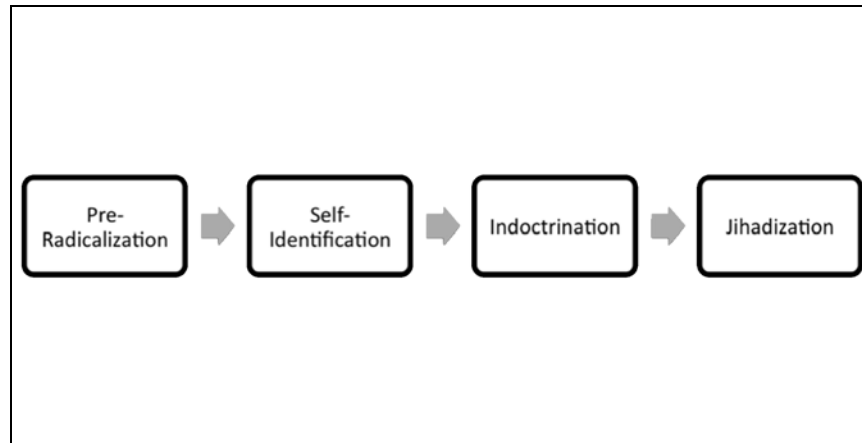 Pre-
Radicalization
Self-
Identification
Indoctrination
Jihadization